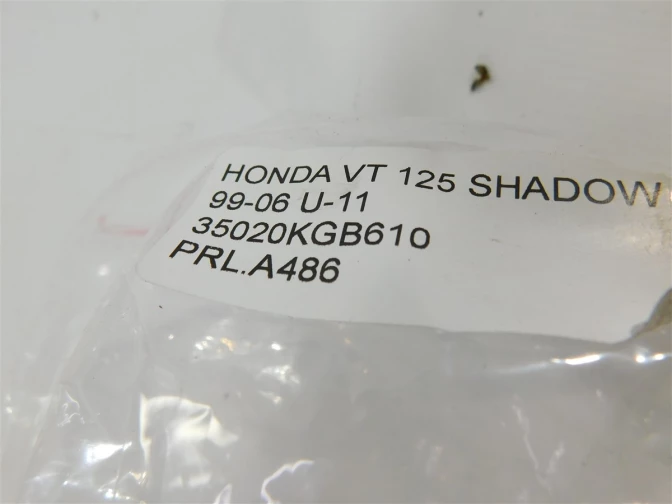 HONDA VT 125 SHADOW
99-06 U-11
35020KGB610
PRL.A486